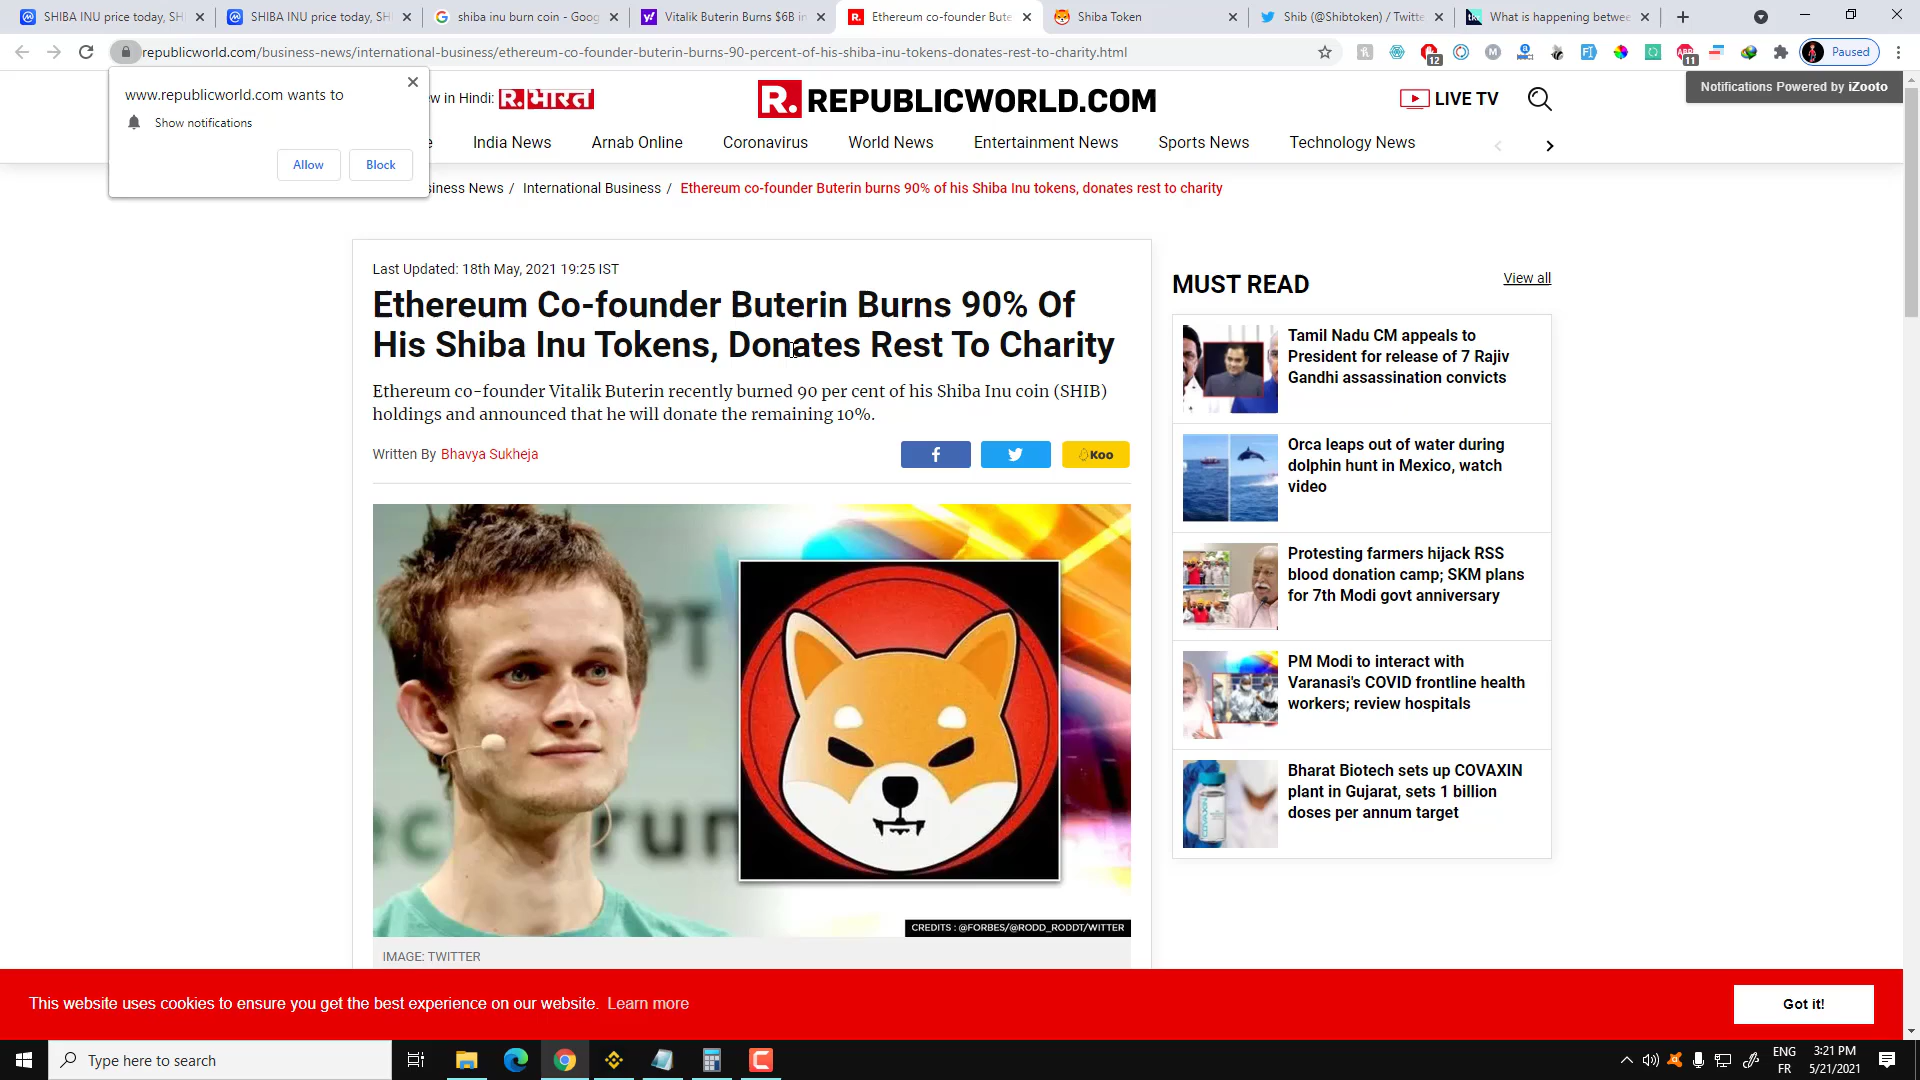 SHIBA INU price today, SH
SHIBA INU price today, SH
shiba inu burn coin - Goog
Vitalik Buterin Burns $6B in
Ethereum co-founder Bute
Shiba Token
Shib (@Shibtoken) / Twitte
What is happening betwee
republicworld.com/business-news/international-business/ethereum-co-founder-buterin-burns-90-percent-of-his-shiba-inu-tokens-donates-rest-to-charity.html
12
11
Paused
www.republicworld.com wants to
Show notifications
Allow
Block
ew in Hindi:
R.भारत
R. REPUBLICWORLD.COM
LIVE TV
Notifications Powered by iZooto
e
India News
Arnab Online
Coronavirus
World News
Entertainment News
Sports News
Technology News
siness News / International Business / Ethereum co-founder Buterin burns 90% of his Shiba Inu tokens, donates rest to charity
Last Updated: 18th May, 2021 19:25 IST
Ethereum Co-founder Buterin Burns 90% Of
His Shiba Inu Tokens, Donates Rest To Charity
Ethereum co-founder Vitalik Buterin recently burned 90 per cent of his Shiba Inu coin (SHIB)
holdings and announced that he will donate the remaining 10%.
Written By Bhavya Sukheja
Koo
CREDITS : @FORBES/@RODD_RODDT/WITTER
IMAGE: TWITTER
MUST READ
View all
Tamil Nadu CM appeals to
President for release of 7 Rajiv
Gandhi assassination convicts
Orca leaps out of water during
dolphin hunt in Mexico, watch
video
Protesting farmers hijack RSS
blood donation camp; SKM plans
for 7th Modi govt anniversary
PM Modi to interact with
Varanasi's COVID frontline health
workers; review hospitals
Bharat Biotech sets up COVAXIN
plant in Gujarat, sets 1 billion
doses per annum target
This website uses cookies to ensure you get the best experience on our website. Learn more
Got it!
Type here to search
ENG
FR
3:21 PM
5/21/2021